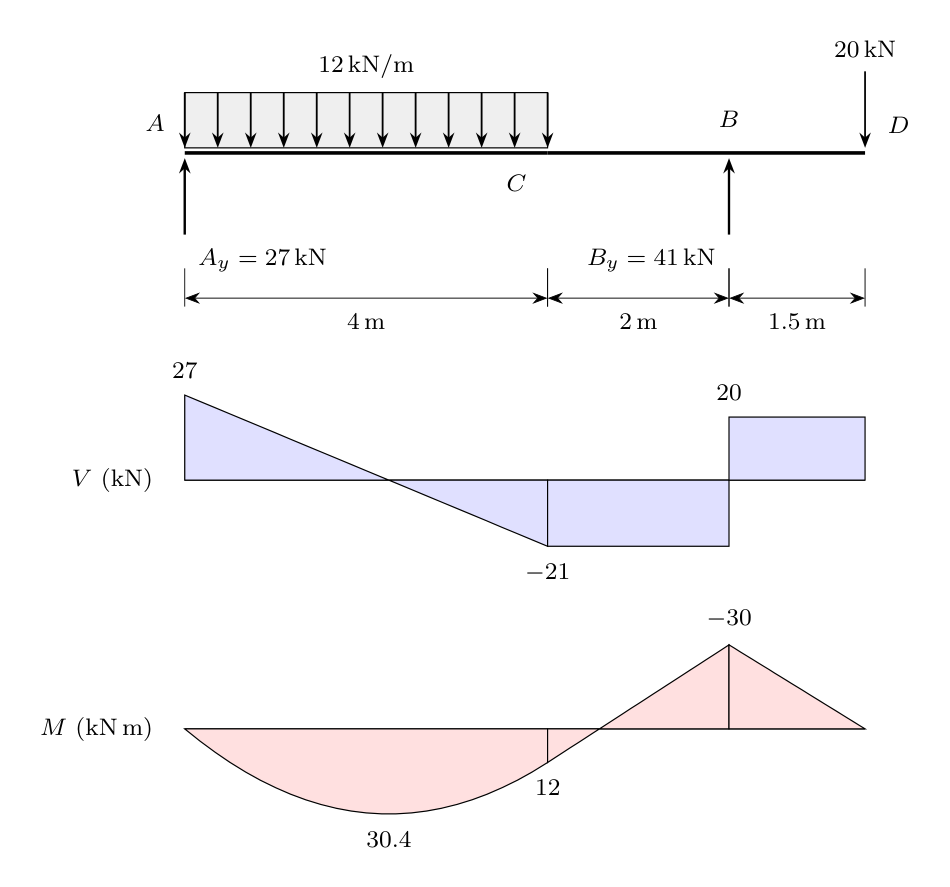 20 kN
12 kN/m
A
B
D
C
A_y = 27 kN
B_y = 41 kN
4 m
2 m
1.5 m
27
20
V (kN)
−21
−30
M (kN m)
12
30.4